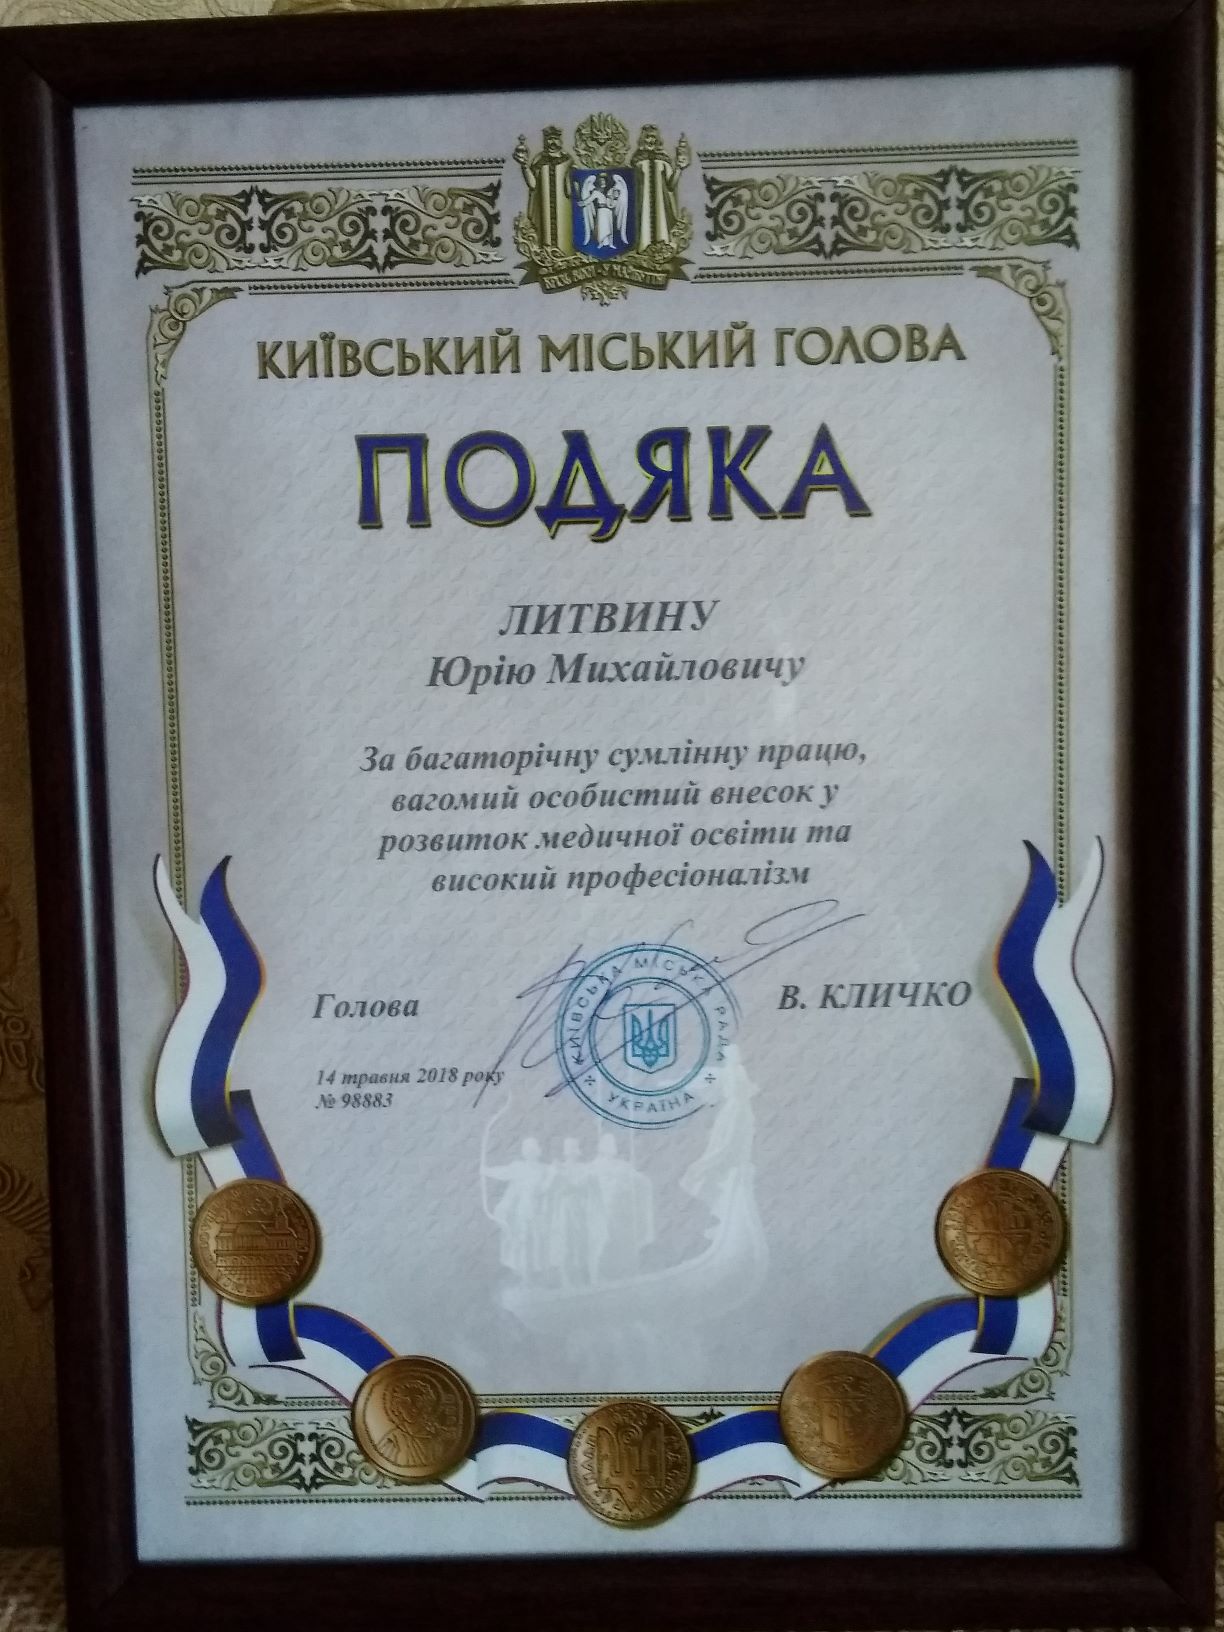 КИЇВСЬКИЙ МІСЬКИЙ ГОЛОВА
ПОДЯКА
ЛИТВИНУ
Юрію Михайловичу
За багаторічну сумлінну працю,
вагомий особистий внесок у
розвиток медичної освіти та
високий професіоналізм
Голова
В. КЛИЧКО
КИЇВСЬКА МІСЬКА РАДА
УКРАЇНА
14 травня 2018 року
№ 98883